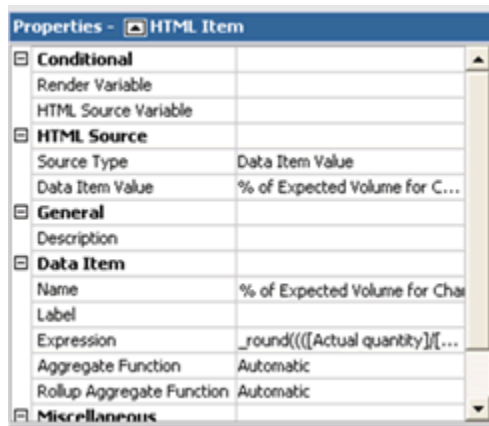 Properties - HTML Item
Conditional
Render Variable
HTML Source Variable
HTML Source
Source Type Data Item Value
Data Item Value % of Expected Volume for C...
General
Description
Data Item
Name % of Expected Volume for Char
Label
Expression _round((([Actual quantity]/[...
Aggregate Function Automatic
Rollup Aggregate Function Automatic
Miscellaneous